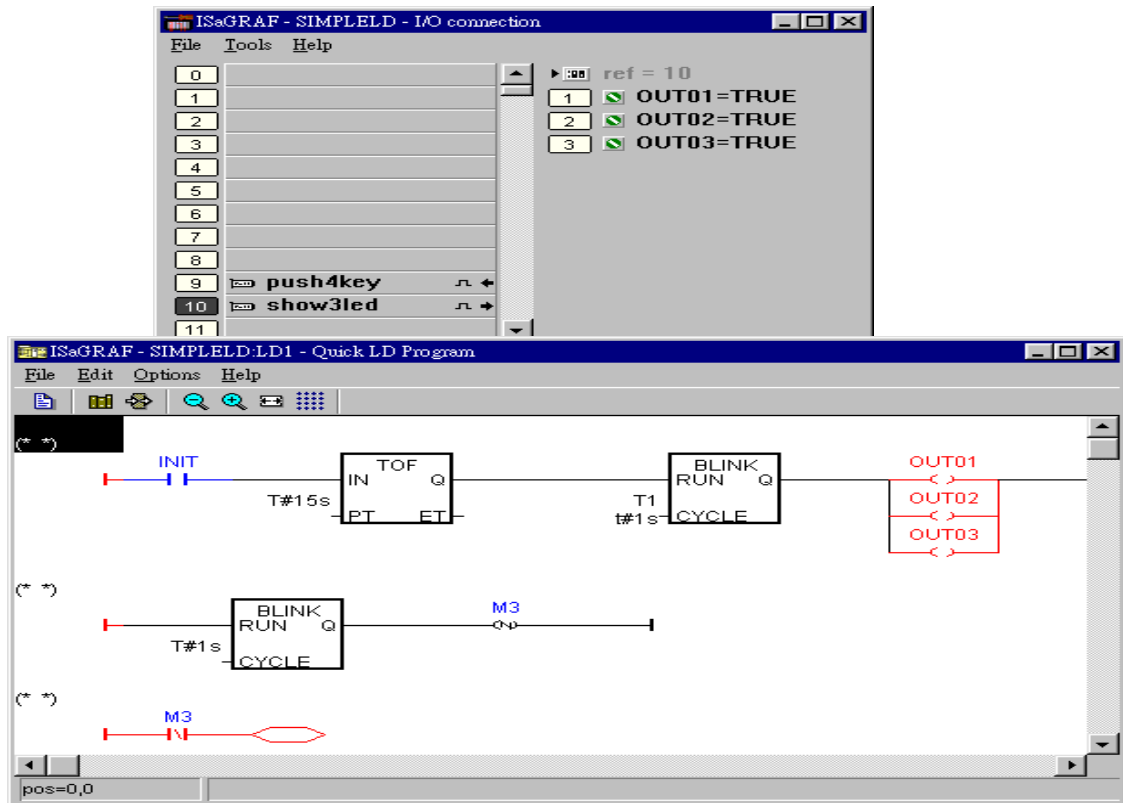 ISaGRAF - SIMPLELD - I/O connection
File Tools Help
0
1
2
3
4
5
6
7
8
9 push4key
10 show3led
11
ref = 10
1 OUT01=TRUE
2 OUT02=TRUE
3 OUT03=TRUE
ISaGRAF - SIMPLELD:LD1 - Quick LD Program
File Edit Options Help
(* *)
INIT
TOF
IN Q
T#15s
PT ET
BLINK
RUN Q
T1
t#1s
CYCLE
OUT01
OUT02
OUT03
(* *)
BLINK
RUN Q
T#1s
CYCLE
M3
(N)
(* *)
M3
pos=0,0